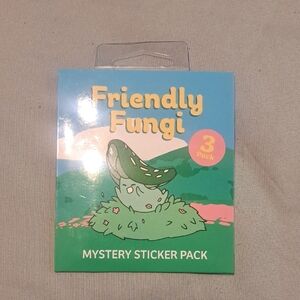 Friendly
Fungi
3
Pack
MYSTERY STICKER PACK